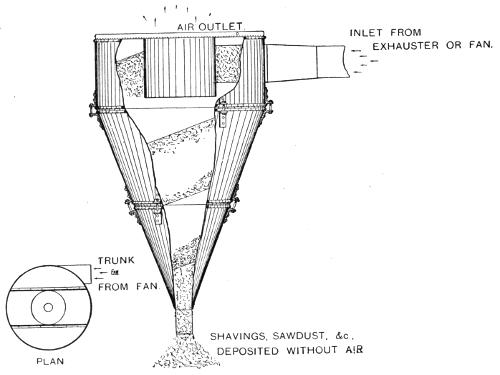 AIR OUTLET.
INLET FROM
EXHAUSTER OR FAN.
TRUNK
FROM FAN.
PLAN
SHAVINGS, SAWDUST, &c.,
DEPOSITED WITHOUT AIR